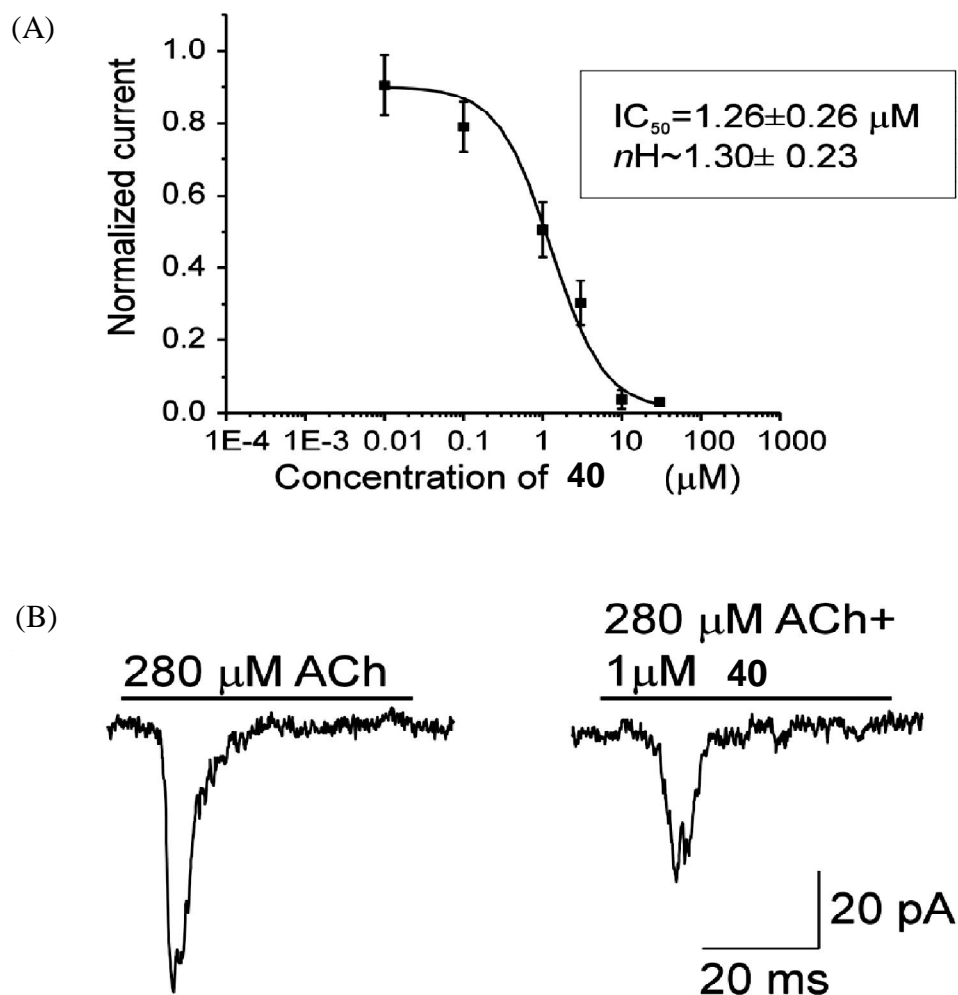 (A)
Normalized current
1.0
0.8
0.6
0.4
0.2
0.0
IC50=1.26±0.26 μM
nH~1.30± 0.23
1E-4 1E-3 0.01 0.1 1 10 100 1000
Concentration of 40 (μM)
(B)
280 μM ACh
280 μM ACh+
1μM 40
20 pA
20 ms